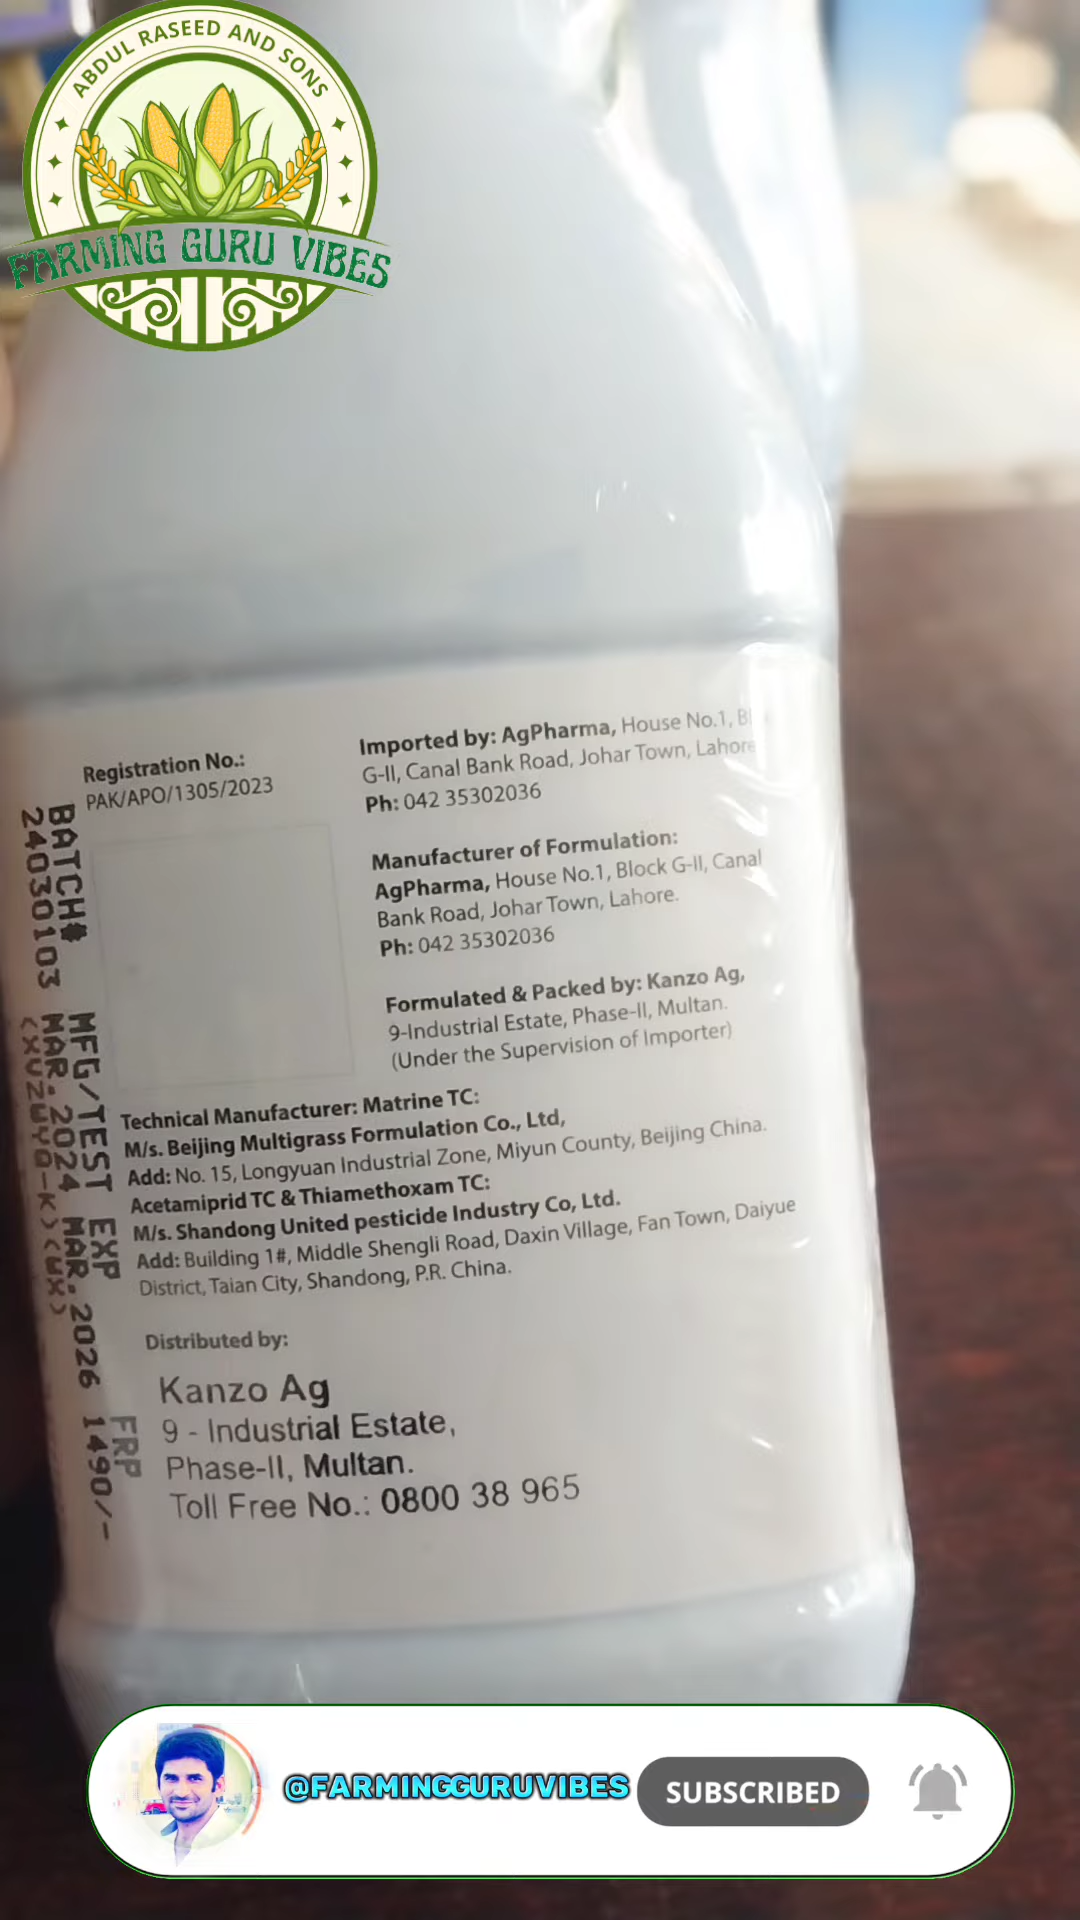 ABDUL RASEED AND SONS
FARMING GURU VIBES
Registration No.:
PAK/APO/1305/2023
Imported by: AgPharma, House No.1,
G-II, Canal Bank Road, Johar Town, Lahore
Ph: 042 35302036
Manufacturer of Formulation:
AgPharma, House No.1, Block G-II, Canal
Bank Road, Johar Town, Lahore.
Ph: 042 35302036
Formulated & Packed by: Kanzo Ag,
9-Industrial Estate, Phase-II, Multan.
(Under the Supervision of Importer)
BATCH# MFG/TEST EXP FRP
24030103 MAR.2024 MAR.2026 1490/-
Technical Manufacturer: Matrine TC:
M/s. Beijing Multigrass Formulation Co., Ltd,
Add: No. 15, Longyuan Industrial Zone, Miyun County, Beijing China.
Acetamiprid TC & Thiamethoxam TC:
M/s. Shandong United pesticide Industry Co, Ltd.
Add: Building 1#, Middle Shengli Road, Daxin Village, Fan Town, Daiyue
District, Taian City, Shandong, P.R. China.
Distributed by:
Kanzo Ag
9 - Industrial Estate,
Phase-II, Multan.
Toll Free No.: 0800 38 965
@FARMINGGURUVIBES
SUBSCRIBED